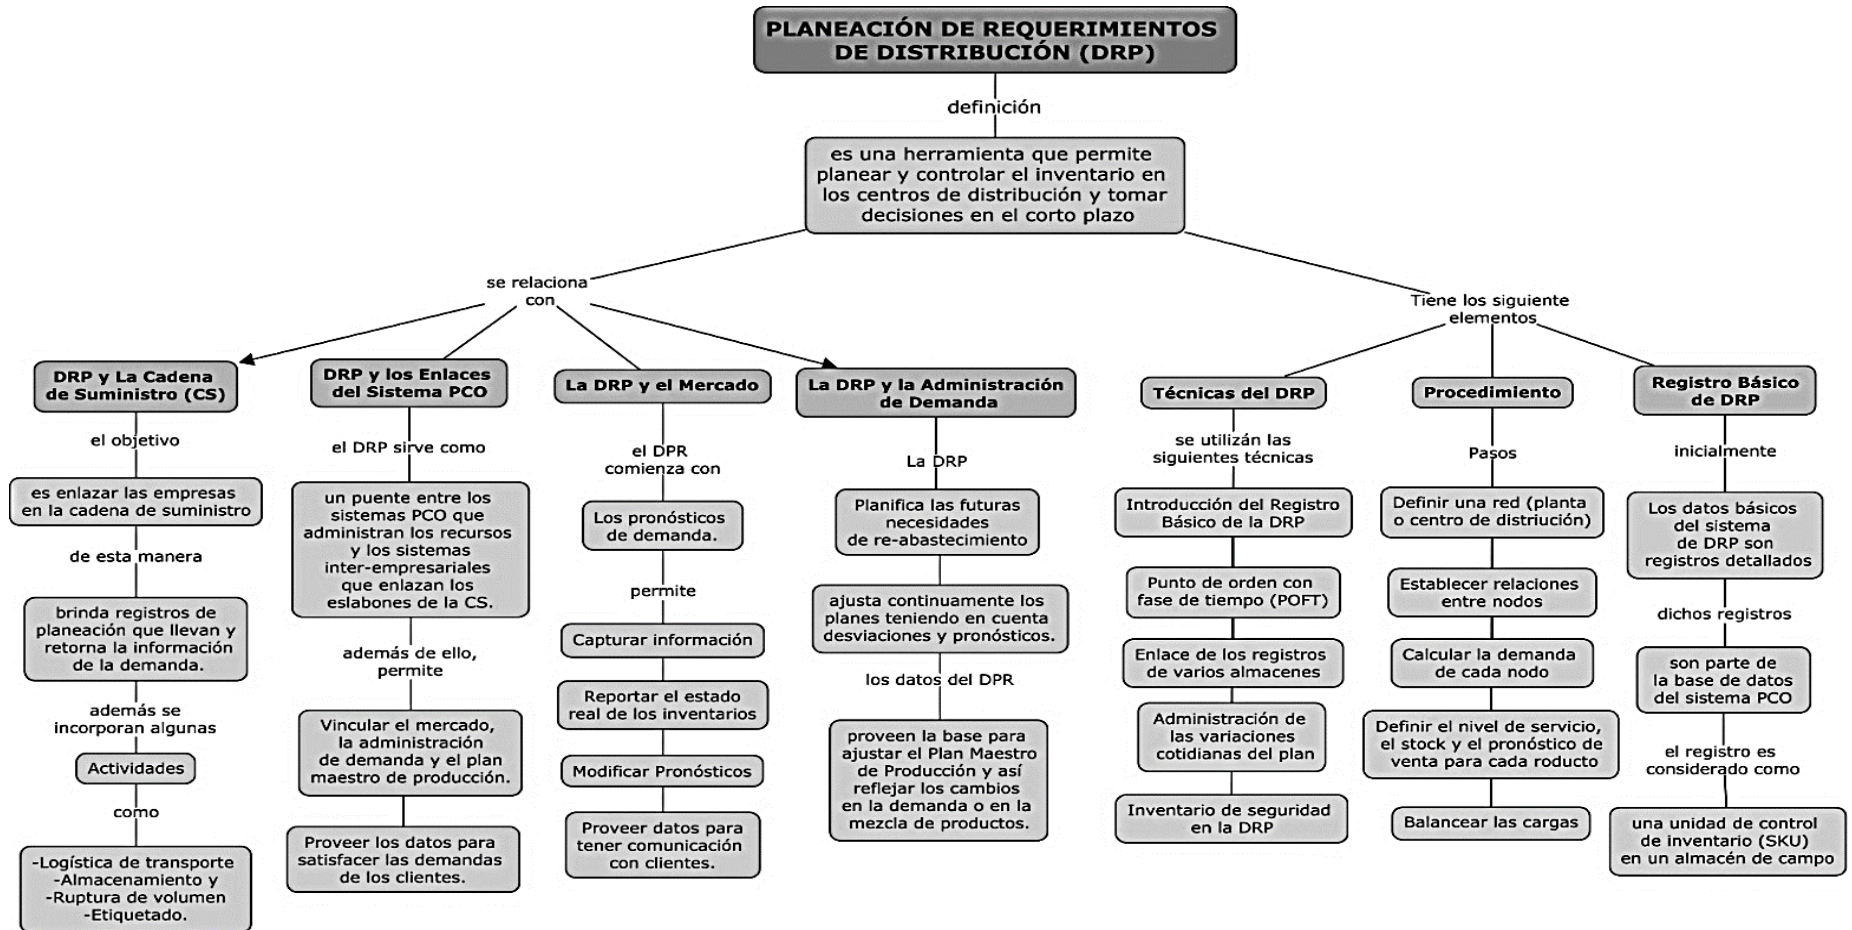 PLANEACIÓN DE REQUERIMIENTOS
DE DISTRIBUCIÓN (DRP)
definición
es una herramienta que permite
planear y controlar el inventario en
los centros de distribución y tomar
decisiones en el corto plazo
se relaciona
con
DRP y La Cadena
de Suministro (CS)
el objetivo
es enlazar las empresas
en la cadena de suministro
de esta manera
brinda registros de
planeación que llevan y
retorna la información
de la demanda.
además se
incorporan algunas
Actividades
como
-Logística de transporte
-Almacenamiento y
-Ruptura de volumen
-Etiquetado.
DRP y los Enlaces
del Sistema PCO
el DRP sirve como
un puente entre los
sistemas PCO que
administran los recursos
y los sistemas
inter-empresariales
que enlazan los
eslabones de la CS.
además de ello,
permite
Vincular el mercado,
la administración
de demanda y el plan
maestro de producción.
Proveer los datos para
satisfacer las demandas
de los clientes.
La DRP y el Mercado
el DPR
comienza con
Los pronósticos
de demanda.
permite
Capturar información
Reportar el estado
real de los inventarios
Modificar Pronósticos
Proveer datos para
tener comunicación
con clientes.
La DRP y la Administración
de Demanda
La DRP
Planifica las futuras
necesidades
de re-abastecimiento
ajusta continuamente los
planes teniendo en cuenta
desviaciones y pronósticos.
los datos del DPR
proveen la base para
ajustar el Plan Maestro
de Producción y así
reflejar los cambios
en la demanda o en la
mezcla de productos.
Tiene los siguiente
elementos
Técnicas del DRP
se utilizán las
siguientes técnicas
Introducción del Registro
Básico de la DRP
Punto de orden con
fase de tiempo (POFT)
Enlace de los registros
de varios almacenes
Administración de
las variaciones
cotidianas del plan
Inventario de seguridad
en la DRP
Procedimiento
Pasos
Definir una red (planta
o centro de distriución)
Establecer relaciones
entre nodos
Calcular la demanda
de cada nodo
Definir el nivel de servicio,
el stock y el pronóstico de
venta para cada roducto
Balancear las cargas
Registro Básico
de DRP
inicialmente
Los datos básicos
del sistema
de DRP son
registros detallados
dichos registros
son parte de
la base de datos
del sistema PCO
el registro es
considerado como
una unidad de control
de inventario (SKU)
en un almacén de campo